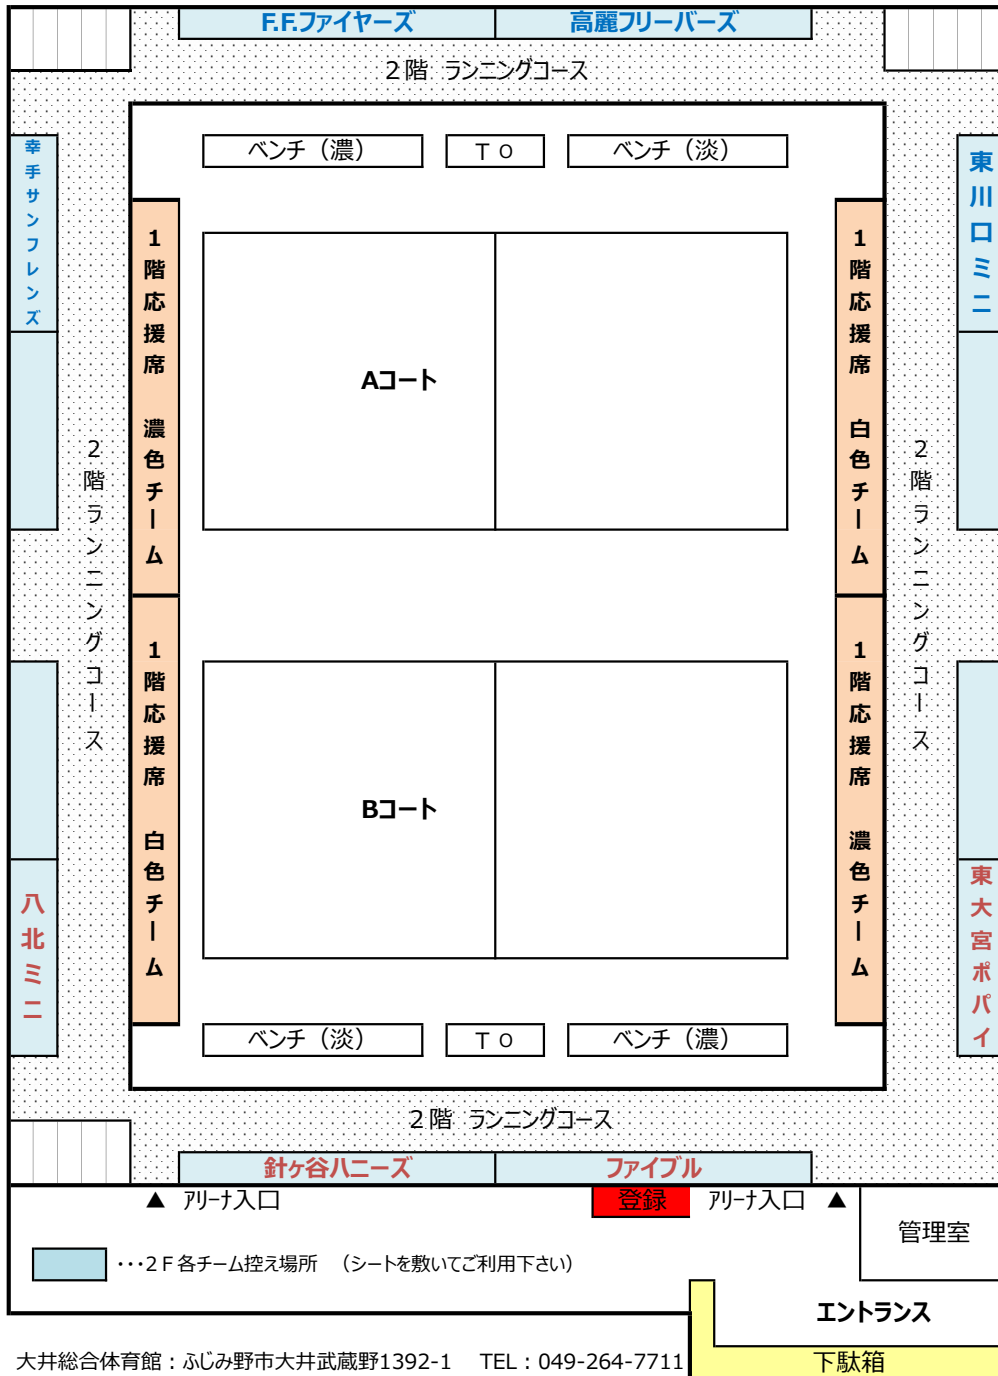 F.F.ファイヤーズ
高麗フリーバーズ
２階 ランニングコース
ベンチ（濃）
ＴＯ
ベンチ（淡）
幸手サンフレンズ
東川口ミニ
1階応援席 濃色チーム
1階応援席 白色チーム
Aコート
２階ランニングコース
２階ランニングコース
1階応援席 白色チーム
1階応援席 濃色チーム
Bコート
八北ミニ
東大宮ポパイ
ベンチ（淡）
ＴＯ
ベンチ（濃）
２階 ランニングコース
針ヶ谷ハニーズ
ファイブル
▲ アリーナ入口
登録
アリーナ入口 ▲
管理室
･･･2Ｆ各チーム控え場所 （シートを敷いてご利用下さい）
エントランス
大井総合体育館：ふじみ野市大井武蔵野1392-1 TEL：049-264-7711
下駄箱